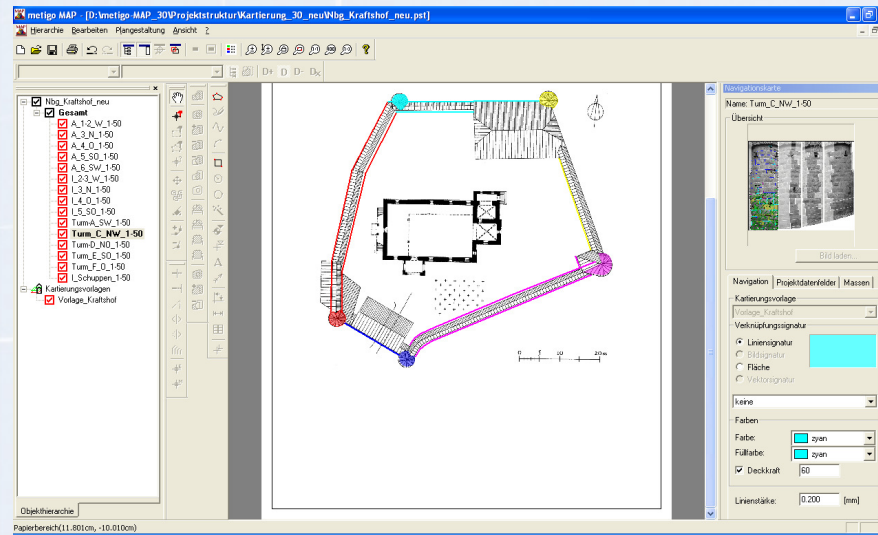 metigo MAP - [D:\metigo-MAP_30\Projektstruktur\Kartierung_30_neu\Nbg_Kraftshof_neu.pst]
Hierarchie Bearbeiten Plangestaltung Ansicht ?
D+ D D- Dx
Nbg_Kraftshof_neu
Gesamt
A_1-2_W_1-50
A_3_N_1-50
A_4_O_1-50
A_5_SO_1-50
A_6_SW_1-50
I_2-3_W_1-50
I_3_N_1-50
I_4_O_1-50
I_5_SO_1-50
Turm-A_SW_1-50
Turm_C_NW_1-50
Turm-D_NO_1-50
Turm_E_SO_1-50
Turm_F_O_1-50
I_Schuppen_1-50
Kartierungsvorlagen
Vorlage_Kraftshof
Objekthierarchie
0 5 10 20m
Navigationskarte
Name: Turm_C_NW_1-50
Übersicht
Bild laden...
Navigation Projektdatenfelder Massen
Kartierungsvorlage
Vorlage_Kraftshof
Verknüpfungssignatur
Liniensignatur
Bildsignatur
Fläche
Vektorsignatur
keine
Farben
Farbe: zyan
Füllfarbe: zyan
Deckkraft 60
Linienstärke: 0.200 [mm]
Papierbereich(11.801cm, -10.010cm)